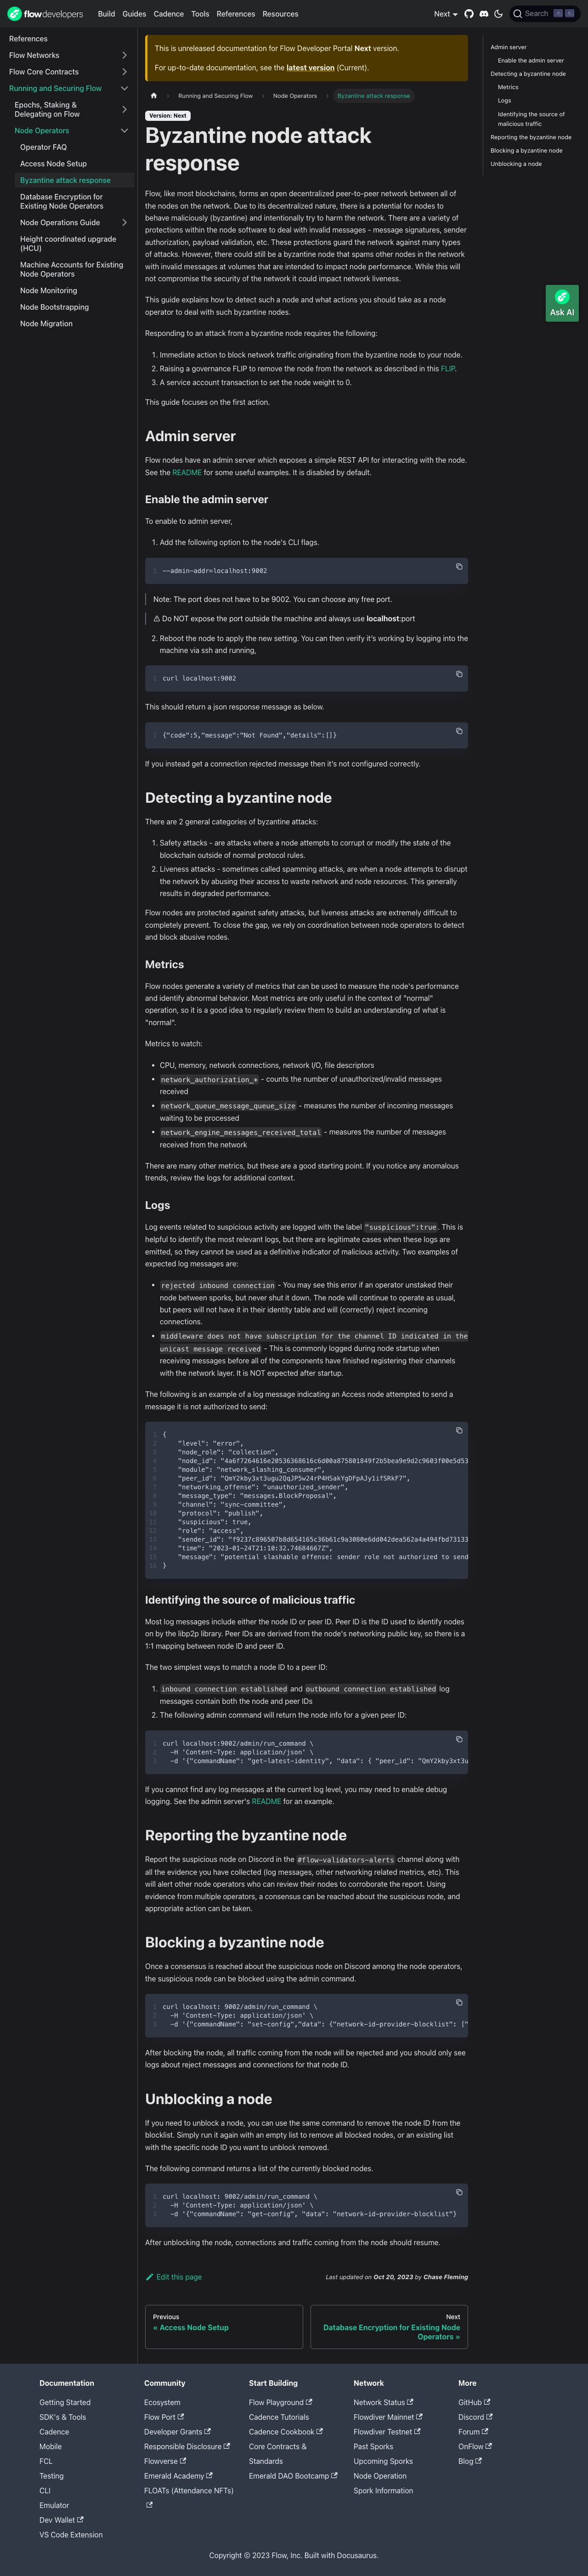 flow developers
Build Guides Cadence Tools References Resources
Next
Search
References
Flow Networks
Flow Core Contracts
Running and Securing Flow
Epochs, Staking &
Delegating on Flow
Node Operators
Operator FAQ
Access Node Setup
Byzantine attack response
Database Encryption for
Existing Node Operators
Node Operations Guide
Height coordinated upgrade
(HCU)
Machine Accounts for Existing
Node Operators
Node Monitoring
Node Bootstrapping
Node Migration
This is unreleased documentation for Flow Developer Portal Next version.
For up-to-date documentation, see the latest version (Current).
Running and Securing Flow
Node Operators
Byzantine attack response
Version: Next
Byzantine node attack
response
Flow, like most blockchains, forms an open decentralized peer-to-peer network between all of
the nodes on the network. Due to its decentralized nature, there is a potential for nodes to
behave maliciously (byzantine) and intentionally try to harm the network. There are a variety of
protections within the node software to deal with invalid messages - message signatures, sender
authorization, payload validation, etc. These protections guard the network against many types
of attacks. However, there could still be a byzantine node that spams other nodes in the network
with invalid messages at volumes that are intended to impact node performance. While this will
not compromise the security of the network it could impact network liveness.
This guide explains how to detect such a node and what actions you should take as a node
operator to deal with such byzantine nodes.
Responding to an attack from a byzantine node requires the following:
1. Immediate action to block network traffic originating from the byzantine node to your node.
2. Raising a governance FLIP to remove the node from the network as described in this FLIP.
3. A service account transaction to set the node weight to 0.
This guide focuses on the first action.
Admin server
Flow nodes have an admin server which exposes a simple REST API for interacting with the node.
See the README for some useful examples. It is disabled by default.
Enable the admin server
To enable to admin server,
1. Add the following option to the node's CLI flags.
1 --admin-addr=localhost:9002
Note: The port does not have to be 9002. You can choose any free port.
⚠ Do NOT expose the port outside the machine and always use localhost:port
2. Reboot the node to apply the new setting. You can then verify it's working by logging into the
machine via ssh and running,
1 curl localhost:9002
This should return a json response message as below.
1 {"code":5,"message":"Not Found","details":[]}
If you instead get a connection rejected message then it's not configured correctly.
Detecting a byzantine node
There are 2 general categories of byzantine attacks:
1. Safety attacks - are attacks where a node attempts to corrupt or modify the state of the
blockchain outside of normal protocol rules.
2. Liveness attacks - sometimes called spamming attacks, are when a node attempts to disrupt
the network by abusing their access to waste network and node resources. This generally
results in degraded performance.
Flow nodes are protected against safety attacks, but liveness attacks are extremely difficult to
completely prevent. To close the gap, we rely on coordination between node operators to detect
and block abusive nodes.
Metrics
Flow nodes generate a variety of metrics that can be used to measure the node's performance
and identify abnormal behavior. Most metrics are only useful in the context of "normal"
operation, so it is a good idea to regularly review them to build an understanding of what is
"normal".
Metrics to watch:
• CPU, memory, network connections, network I/O, file descriptors
• network_authorization_* - counts the number of unauthorized/invalid messages
received
• network_queue_message_queue_size - measures the number of incoming messages
waiting to be processed
• network_engine_messages_received_total - measures the number of messages
received from the network
There are many other metrics, but these are a good starting point. If you notice any anomalous
trends, review the logs for additional context.
Logs
Log events related to suspicious activity are logged with the label "suspicious":true. This is
helpful to identify the most relevant logs, but there are legitimate cases when these logs are
emitted, so they cannot be used as a definite indicator of malicious activity. Two examples of
expected log messages are:
• rejected inbound connection - You may see this error if an operator unstaked their
node between sporks, but never shut it down. The node will continue to operate as usual,
but peers will not have it in their identity table and will (correctly) reject incoming
connections.
• middleware does not have subscription for the channel ID indicated in the
unicast message received - This is commonly logged during node startup when
receiving messages before all of the components have finished registering their channels
with the network layer. It is NOT expected after startup.
The following is an example of a log message indicating an Access node attempted to send a
message it is not authorized to send:
1 {
2 "level": "error",
3 "node_role": "collection",
4 "node_id": "4a6f7264616e20536368616c6d00a875801849f2b5bea9e9d2c9603f00e5d53
5 "module": "network_slashing_consumer",
6 "peer_id": "QmY2kby3xt3ugu2QqJP5w24rP4HSakYgDFpAJy1ifSRkF7",
7 "networking_offense": "unauthorized_sender",
8 "message_type": "messages.BlockProposal",
9 "channel": "sync-committee",
10 "protocol": "publish",
11 "suspicious": true,
12 "role": "access",
13 "sender_id": "f9237c896507b8d654165c36b61c9a3080e6dd042dea562a4a494fbd73133
14 "time": "2023-01-24T21:10:32.74684667Z",
15 "message": "potential slashable offense: sender role not authorized to send
16 }
Identifying the source of malicious traffic
Most log messages include either the node ID or peer ID. Peer ID is the ID used to identify nodes
on by the libp2p library. Peer IDs are derived from the node's networking public key, so there is a
1:1 mapping between node ID and peer ID.
The two simplest ways to match a node ID to a peer ID:
1. inbound connection established and outbound connection established log
messages contain both the node and peer IDs
2. The following admin command will return the node info for a given peer ID:
1 curl localhost:9002/admin/run_command \
2 -H 'Content-Type: application/json' \
3 -d '{"commandName": "get-latest-identity", "data": { "peer_id": "QmY2kby3xt3u
If you cannot find any log messages at the current log level, you may need to enable debug
logging. See the admin server's README for an example.
Reporting the byzantine node
Report the suspicious node on Discord in the #flow-validators-alerts channel along with
all the evidence you have collected (log messages, other networking related metrics, etc). This
will alert other node operators who can review their nodes to corroborate the report. Using
evidence from multiple operators, a consensus can be reached about the suspicious node, and
appropriate action can be taken.
Blocking a byzantine node
Once a consensus is reached about the suspicious node on Discord among the node operators,
the suspicious node can be blocked using the admin command.
1 curl localhost: 9002/admin/run_command \
2 -H 'Content-Type: application/json' \
3 -d '{"commandName": "set-config","data": {"network-id-provider-blocklist": ["
After blocking the node, all traffic coming from the node will be rejected and you should only see
logs about reject messages and connections for that node ID.
Unblocking a node
If you need to unblock a node, you can use the same command to remove the node ID from the
blocklist. Simply run it again with an empty list to remove all blocked nodes, or an existing list
with the specific node ID you want to unblock removed.
The following command returns a list of the currently blocked nodes.
1 curl localhost: 9002/admin/run_command \
2 -H 'Content-Type: application/json' \
3 -d '{"commandName": "get-config", "data": "network-id-provider-blocklist"}
After unblocking the node, connections and traffic coming from the node should resume.
Edit this page
Last updated on Oct 20, 2023 by Chase Fleming
Previous
« Access Node Setup
Next
Database Encryption for Existing Node
Operators »
Admin server
Enable the admin server
Detecting a byzantine node
Metrics
Logs
Identifying the source of
malicious traffic
Reporting the byzantine node
Blocking a byzantine node
Unblocking a node
Ask AI
Documentation
Getting Started
SDK's & Tools
Cadence
Mobile
FCL
Testing
CLI
Emulator
Dev Wallet
VS Code Extension
Community
Ecosystem
Flow Port
Developer Grants
Responsible Disclosure
Flowverse
Emerald Academy
FLOATs (Attendance NFTs)
Start Building
Flow Playground
Cadence Tutorials
Cadence Cookbook
Core Contracts &
Standards
Emerald DAO Bootcamp
Network
Network Status
Flowdiver Mainnet
Flowdiver Testnet
Past Sporks
Upcoming Sporks
Node Operation
Spork Information
More
GitHub
Discord
Forum
OnFlow
Blog
Copyright © 2023 Flow, Inc. Built with Docusaurus.